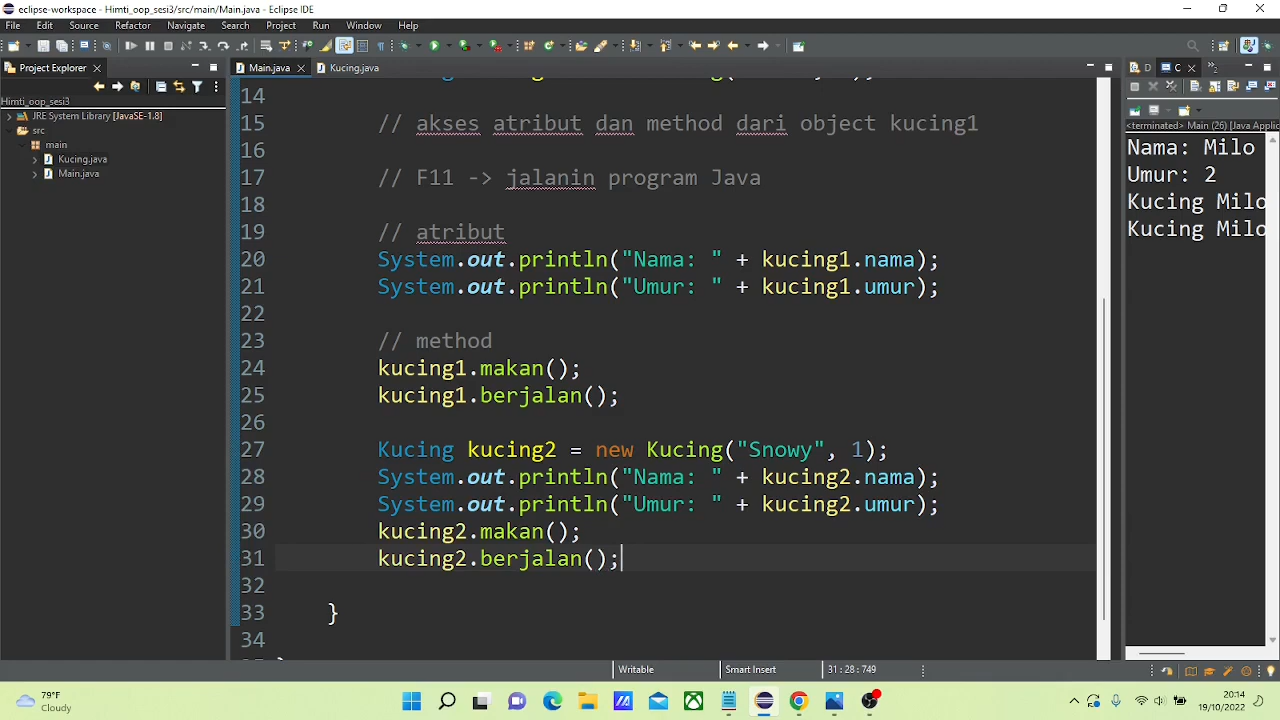 eclipse-workspace - Himti_oop_sesi3/src/main/Main.java - Eclipse IDE
File Edit Source Refactor Navigate Search Project Run Window Help
Project Explorer
Main.java
Kucing.java
D
C
Himti_oop_sesi3
JRE System Library [JavaSE-1.8]
src
main
Kucing.java
Main.java
14
15 // akses atribut dan method dari object kucing1
16
17 // F11 -> jalanin program Java
18
19 // atribut
20 System.out.println("Nama: " + kucing1.nama);
21 System.out.println("Umur: " + kucing1.umur);
22
23 // method
24 kucing1.makan();
25 kucing1.berjalan();
26
27 Kucing kucing2 = new Kucing("Snowy", 1);
28 System.out.println("Nama: " + kucing2.nama);
29 System.out.println("Umur: " + kucing2.umur);
30 kucing2.makan();
31 kucing2.berjalan();
32
33 }
34
<terminated> Main (26) [Java Applic
Nama: Milo
Umur: 2
Kucing Milo
Kucing Milo
Writable Smart Insert 31 : 28 : 749
79°F
Cloudy
20:14
19/10/2022